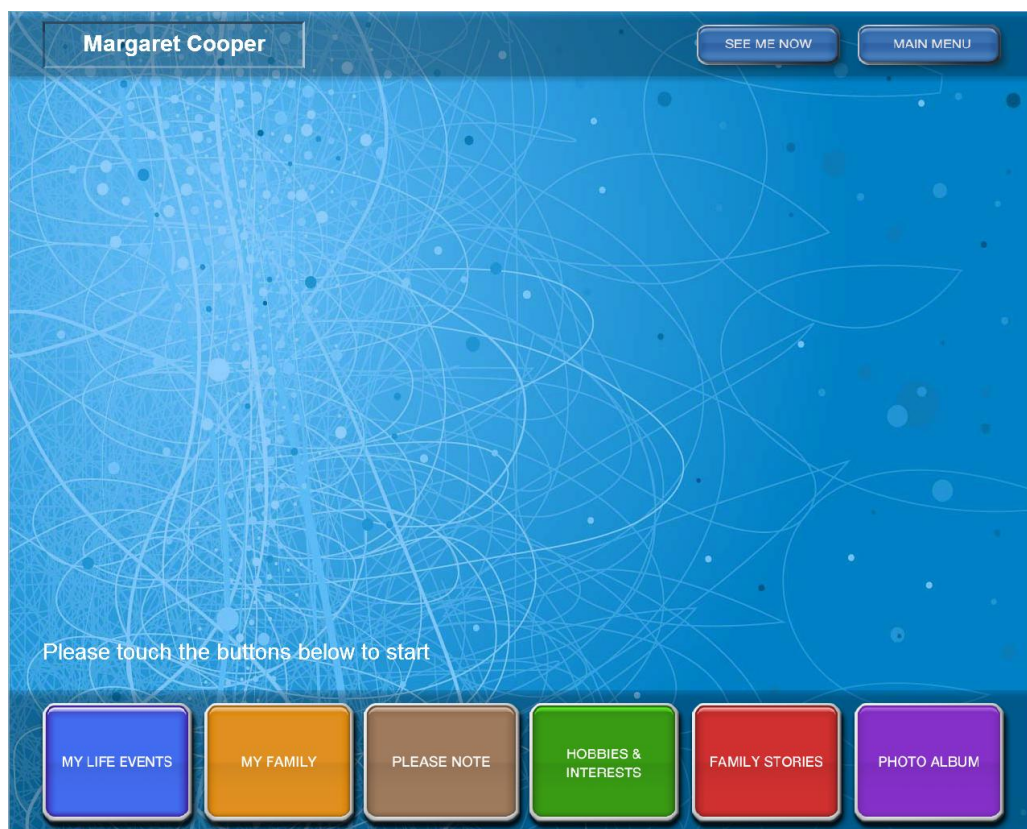 Margaret Cooper
SEE ME NOW
MAIN MENU
Please touch the buttons below to start
MY LIFE EVENTS
MY FAMILY
PLEASE NOTE
HOBBIES &
INTERESTS
FAMILY STORIES
PHOTO ALBUM